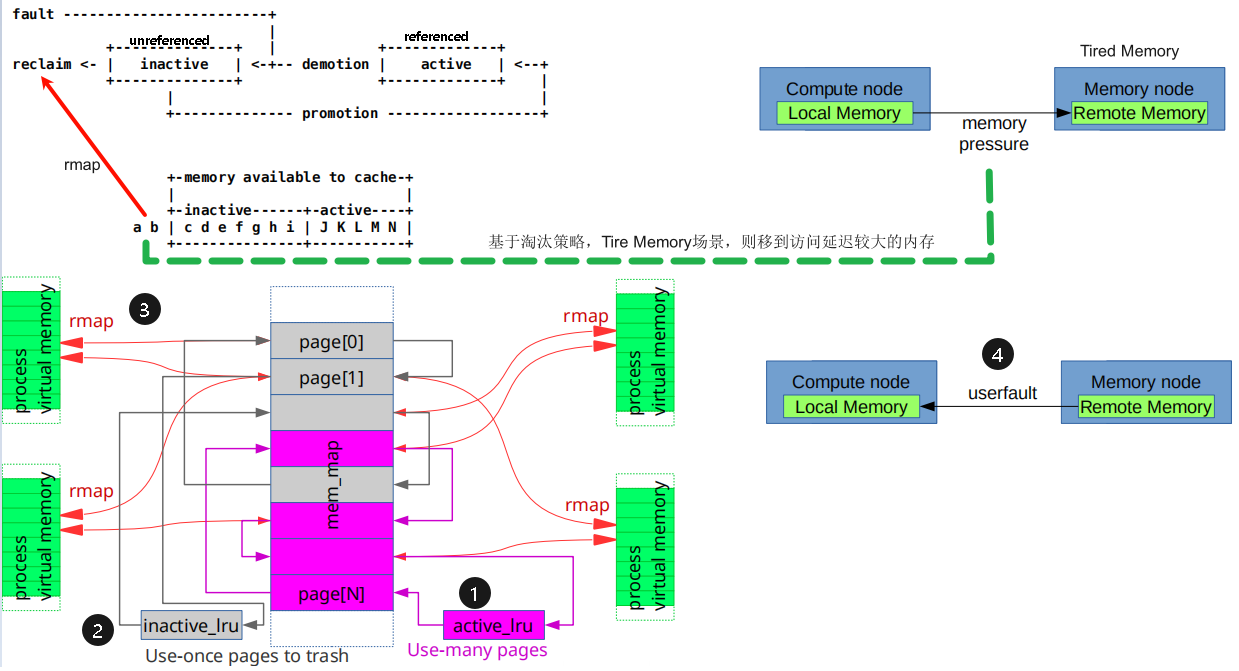 fault
unreferenced
referenced
reclaim <- | inactive | <-+-- demotion | active | <--+
promotion
rmap
+-memory available to cache-+
+-inactive------+-active----+
a b | c d e f g h i | J K L M N |
Tired Memory
Compute node
Local Memory
Memory node
Remote Memory
memory
pressure
基于淘汰策略，Tire Memory场景，则移到访问延迟较大的内存
process
virtual memory
3
rmap
page[0]
page[1]
mem_map
page[N]
rmap
process
virtual memory
process
virtual memory
rmap
rmap
process
virtual memory
2
inactive_lru
Use-once pages to trash
1
active_lru
Use-many pages
4
Compute node
Local Memory
userfault
Memory node
Remote Memory